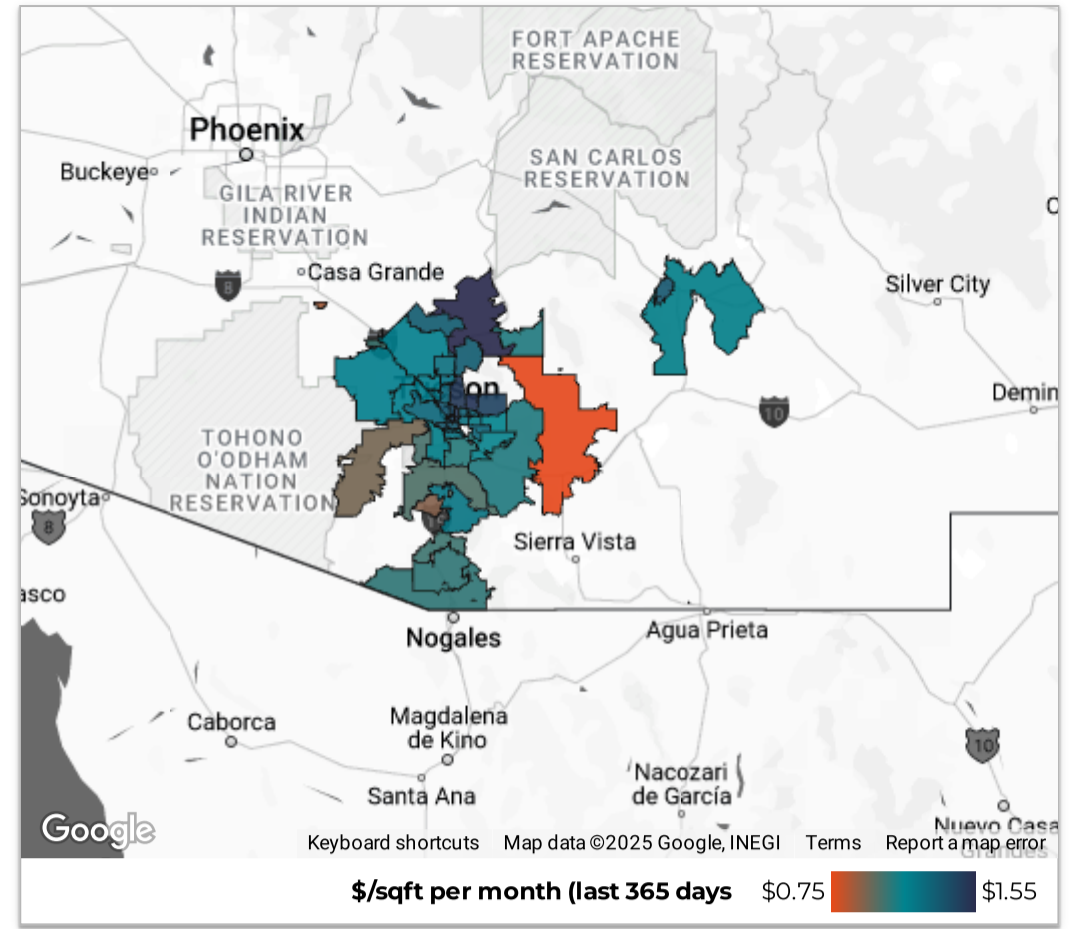 FORT APACHE
RESERVATION
Phoenix
Buckeye
SAN CARLOS
RESERVATION
GILA RIVER
INDIAN
RESERVATION
Casa Grande
8
Silver City
Demin
10
on
TOHONO
O'ODHAM
NATION
RESERVATION
Sonoyta
8
Sierra Vista
asco
Nogales
Agua Prieta
Caborca
Magdalena
de Kino
10
Nacozari
de García
Santa Ana
Nuevo Casa
Grandes
Google
Keyboard shortcuts
Map data ©2025 Google, INEGI
Terms
Report a map error
$/sqft per month (last 365 days
$0.75
$1.55